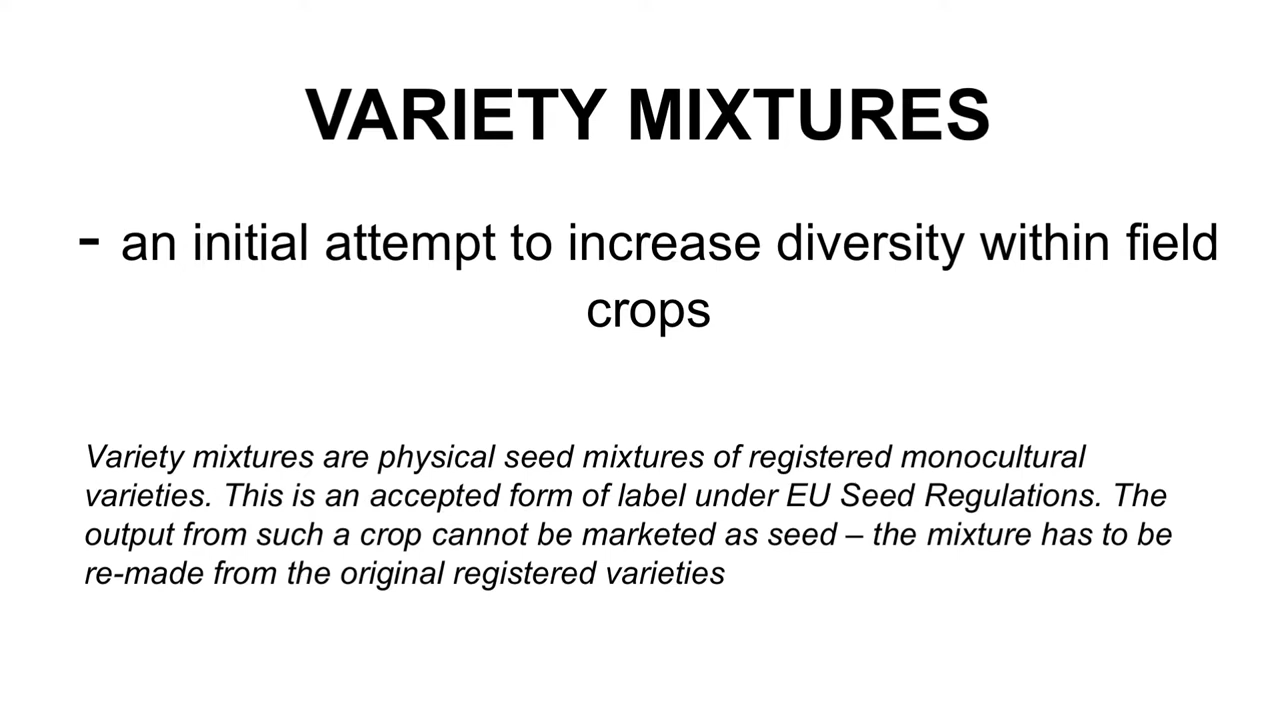 VARIETY MIXTURES
- an initial attempt to increase diversity within field
crops
Variety mixtures are physical seed mixtures of registered monocultural
varieties. This is an accepted form of label under EU Seed Regulations. The
output from such a crop cannot be marketed as seed – the mixture has to be
re-made from the original registered varieties